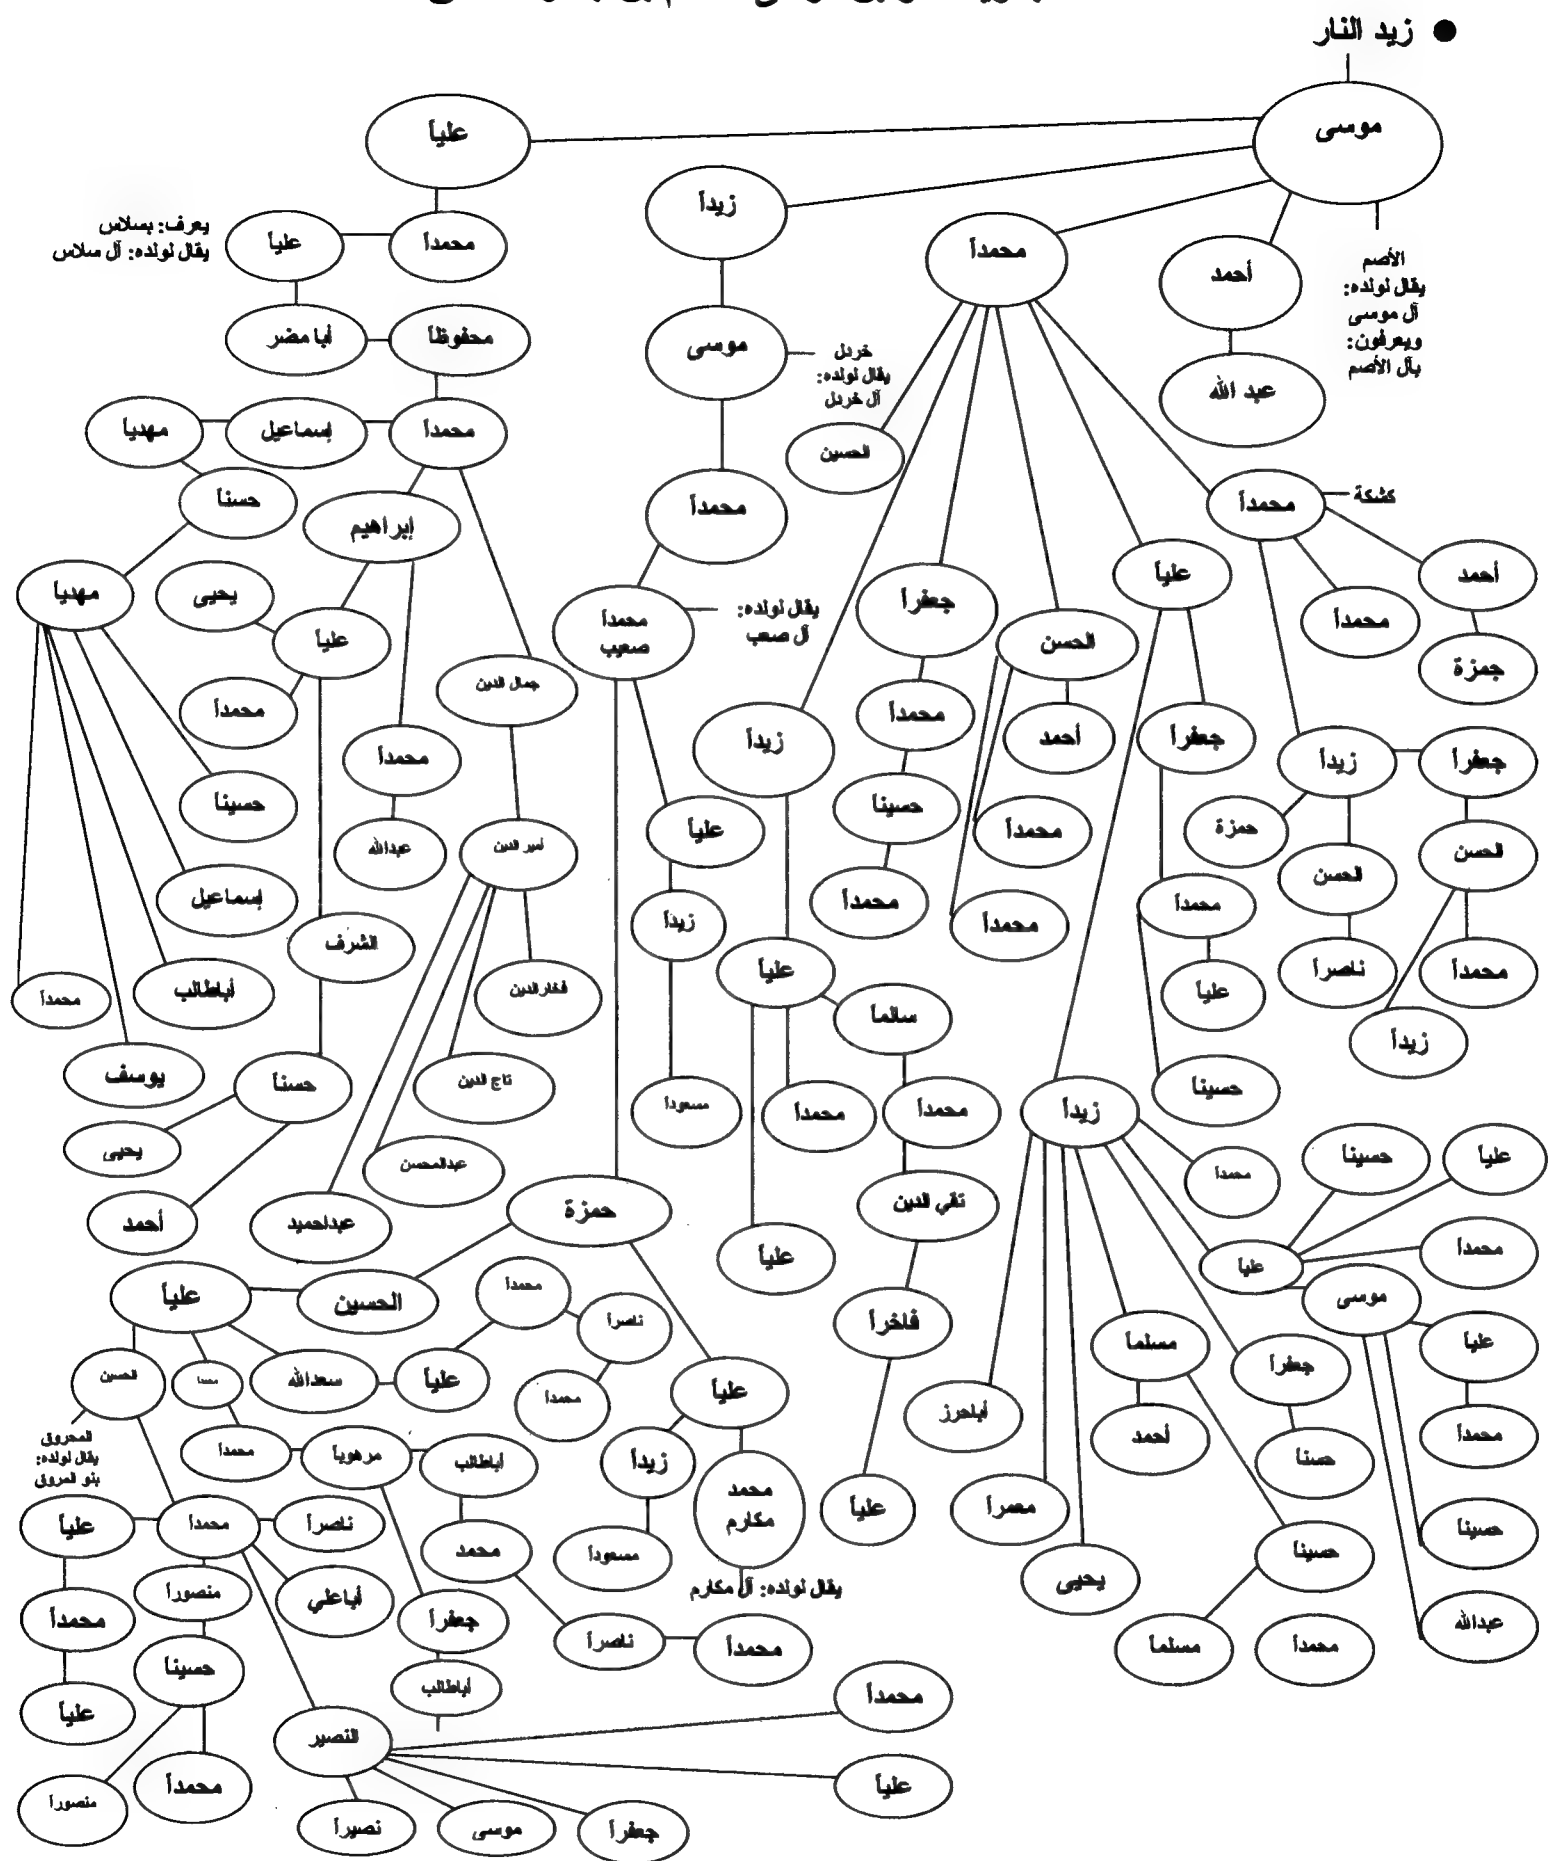 ● زيد النار
موسى
علياً
زيداً
محمداً
أحمد
الأصم
يقال لولده:
آل موسى
ويعرفون:
بآل الأصم
محمداً
علياً
يعرف: بسلاس
يقال لولده: آل سلاس
عبد الله
موسى
خردل
يقال لولده:
آل خردل
محفوظاً
أبا مضر
محمداً
إسماعيل
مهدياً
الحسين
كشكة
محمداً
محمداً
إبراهيم
حسناً
أحمد
علياً
جعفراً
محمداً
صعيب
يقال لولده:
آل صعب
علياً
يحيى
مهدياً
محمداً
الحسن
جمزة
جمال الدين
محمداً
محمداً
أحمد
جعفراً
زيداً
جعفراً
زيداً
محمداً
حسيناً
حسيناً
محمداً
حمزة
علياً
أمير الدين
عبدالله
الحسن
الحسن
إسماعيل
محمداً
محمداً
محمداً
زيداً
الشرف
علياً
محمداً
ناصراً
علياً
سالماً
فخارالدين
أباطالب
محمداً
زيداً
يوسف
حسناً
تاج الدين
مسعوداً
محمداً
محمداً
زيداً
حسيناً
يحيى
عبدالمحسن
محمداً
حسيناً
علياً
أحمد
عبداحميد
حمزة
تقي الدين
علياً
علياً
محمداً
موسى
علياً
الحسين
محمداً
ناصراً
فاخراً
مسلماً
جعفراً
علياً
الحسين
سعدالله
علياً
محمداً
علياً
أباحرز
أحمد
حسنا
محمداً
المحروق
يقال لولده:
بنو المروق
محمداً
مرهوياً
أباطالب
زيداً
محمد
مكارم
علياً
معمراً
علياً
محمداً
ناصراً
محمد
مسعوداً
يحيى
حسيناً
حسيناً
منصوراً
أباعلي
يقال لولده: آل مكارم
محمداً
جعفراً
ناصراً
محمداً
مسلماً
محمداً
عبدالله
حسيناً
أباطالب
علياً
محمداً
النصير
علياً
منصوراً
محمداً
نصيراً
موسى
جعفراً